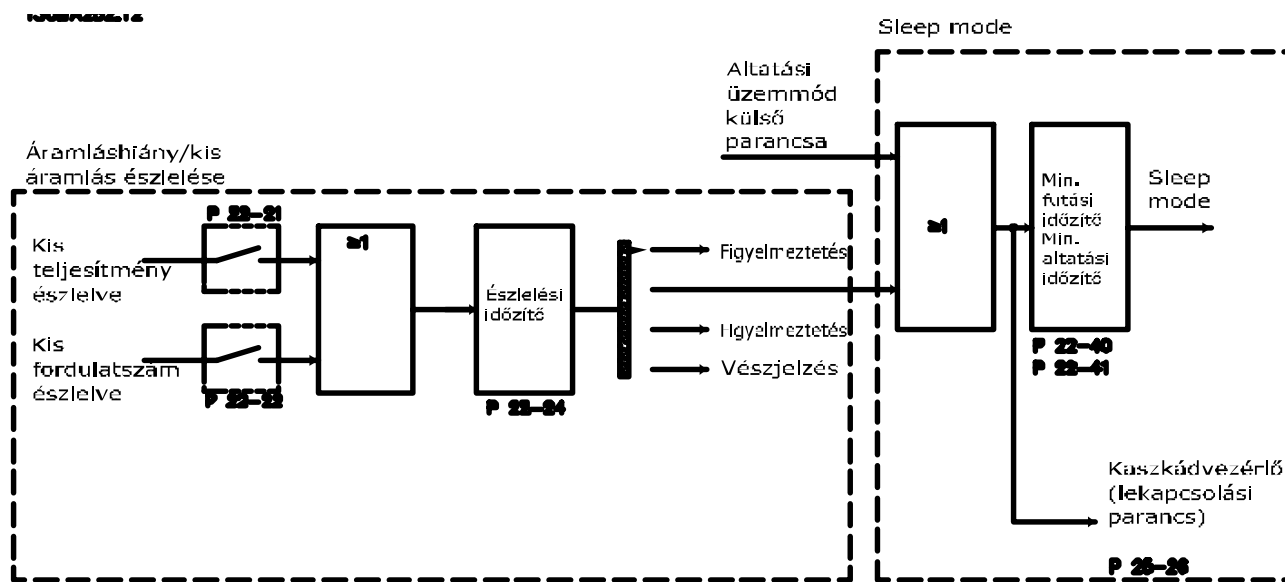 Sleep mode
Altatási
üzemmód
külső
parancsa
Áramláshiány/kis
áramlás észlelése
P 22-21
Kis
teljesítmény
észlelve
≥1
Kis
fordulatszám
észlelve
P 22-22
Észlelési
időzítő
P 22-24
Figyelmeztetés
Figyelmeztetés
Vészjelzés
≥1
Min.
futási
időzítő
Min.
altatási
időzítő
P 22-40
P 22-41
Sleep
mode
Kaszkádvezérlő
(lekapcsolási
parancs)
P 25-26